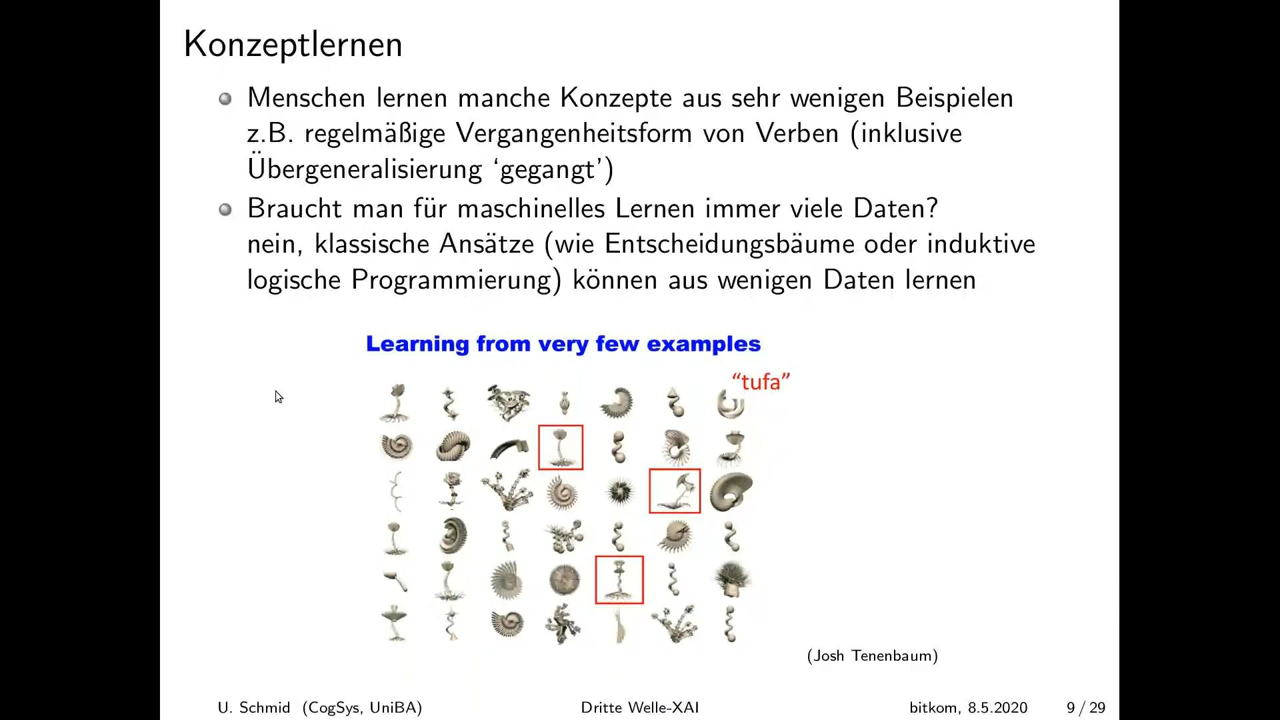 Konzeptlernen
Menschen lernen manche Konzepte aus sehr wenigen Beispielen
z.B. regelmäßige Vergangenheitsform von Verben (inklusive
Übergeneralisierung ‘gegangt’)
Braucht man für maschinelles Lernen immer viele Daten?
nein, klassische Ansätze (wie Entscheidungsbäume oder induktive
logische Programmierung) können aus wenigen Daten lernen
Learning from very few examples
“tufa”
(Josh Tenenbaum)
U. Schmid (CogSys, UniBA) Dritte Welle-XAI bitkom, 8.5.2020 9 / 29